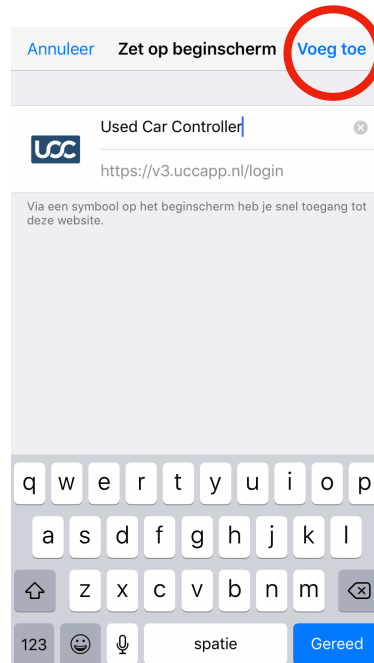 Annuleer Zet op beginscherm Voeg toe
UCC
Used Car Controller
https://v3.uccapp.nl/login
Via een symbool op het beginscherm heb je snel toegang tot
deze website.
q w e r t y u i o p
a s d f g h j k l
z x c v b n m
123 spatie Gereed